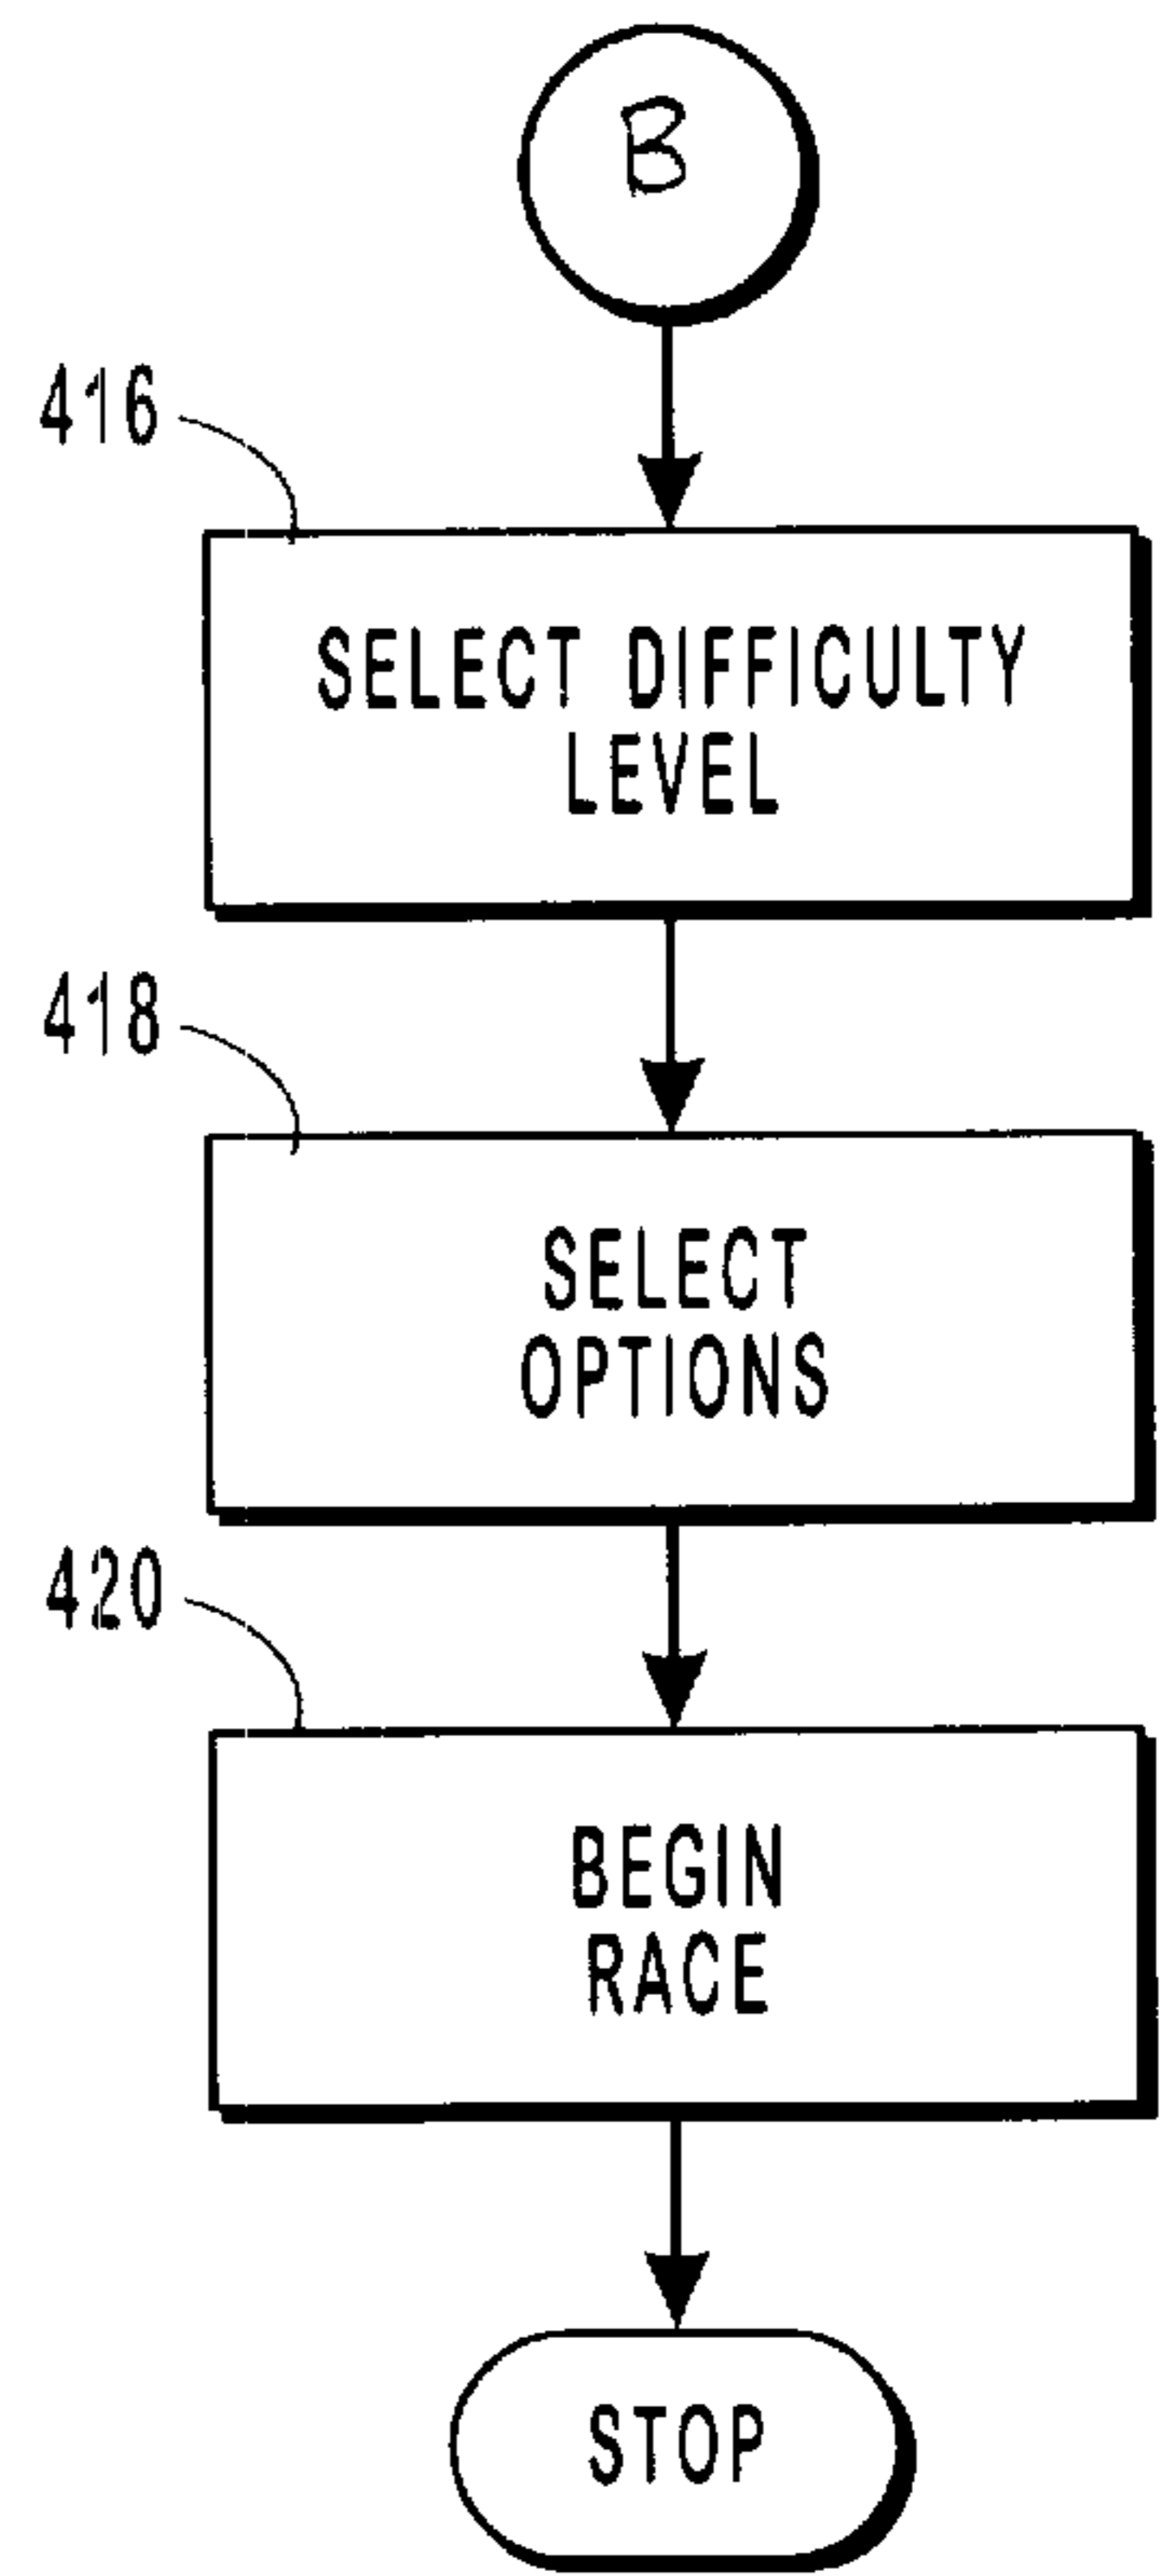 B
416
SELECT DIFFICULTY
LEVEL
418
SELECT
OPTIONS
420
BEGIN
RACE
STOP